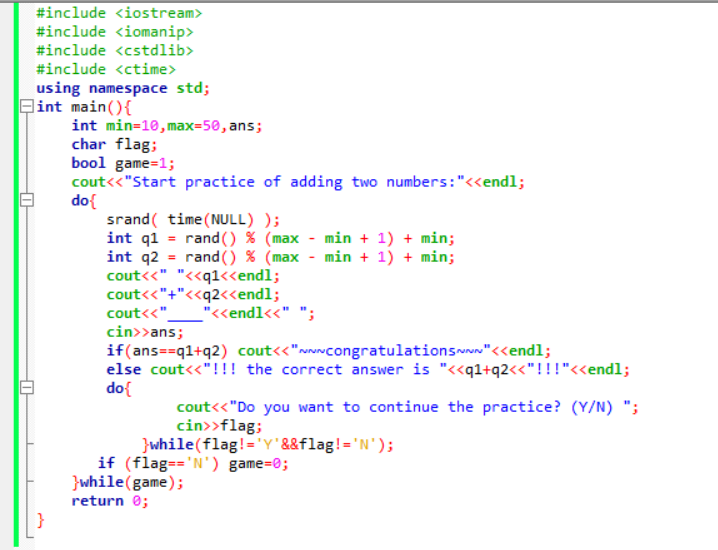 #include <iostream>
#include <iomanip>
#include <cstdlib>
#include <ctime>
using namespace std;
int main(){
    int min=10,max=50,ans;
    char flag;
    bool game=1;
    cout<<"Start practice of adding two numbers:"<<endl;
    do{
        srand( time(NULL) );
        int q1 = rand() % (max - min + 1) + min;
        int q2 = rand() % (max - min + 1) + min;
        cout<<" "<<q1<<endl;
        cout<<"+"<<q2<<endl;
        cout<<"____"<<endl<<" ";
        cin>>ans;
        if(ans==q1+q2) cout<<"~~~congratulations~~~"<<endl;
        else cout<<"!!! the correct answer is "<<q1+q2<<"!!!"<<endl;
        do{
                cout<<"Do you want to continue the practice? (Y/N) ";
                cin>>flag;
            }while(flag!='Y'&&flag!='N');
       if (flag=='N') game=0;
    }while(game);
    return 0;
}